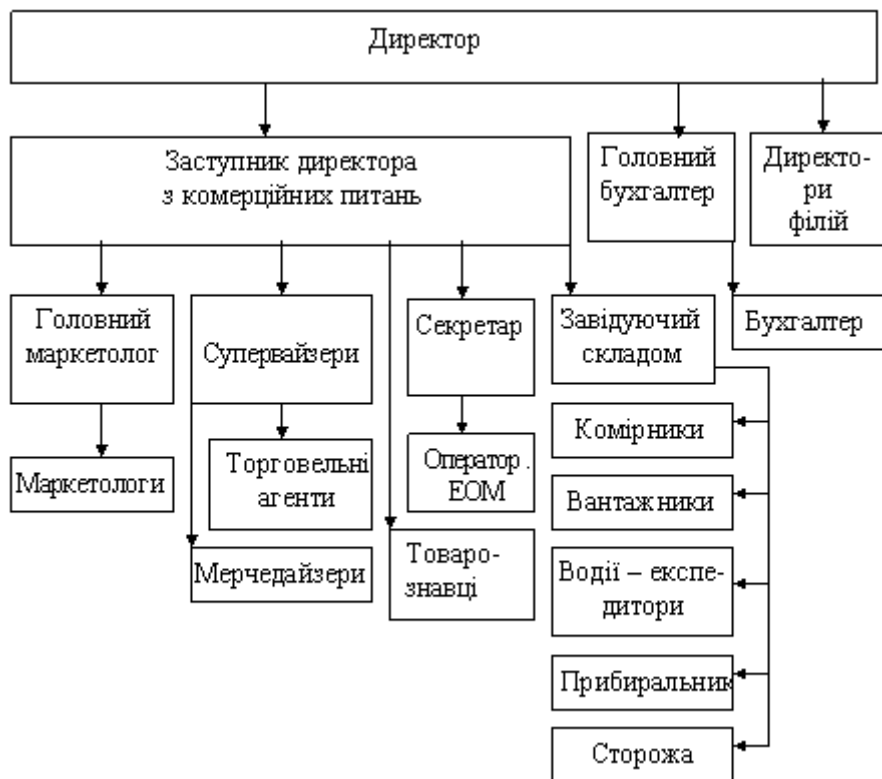 Директор
Заступник директора
з комерційних питань
Головний
бухгалтер
Директо-
ри
філій
Головний
маркетолог
Супервайзери
Секретар
Завідуючий
складом
Бухгалтер
Маркетологи
Торговельні
агенти
Оператор .
ЕОМ
Комірники
Вантажники
Мерчедайзери
Товаро-
знавці
Водії – експе-
дитори
Прибиральник
Сторожа